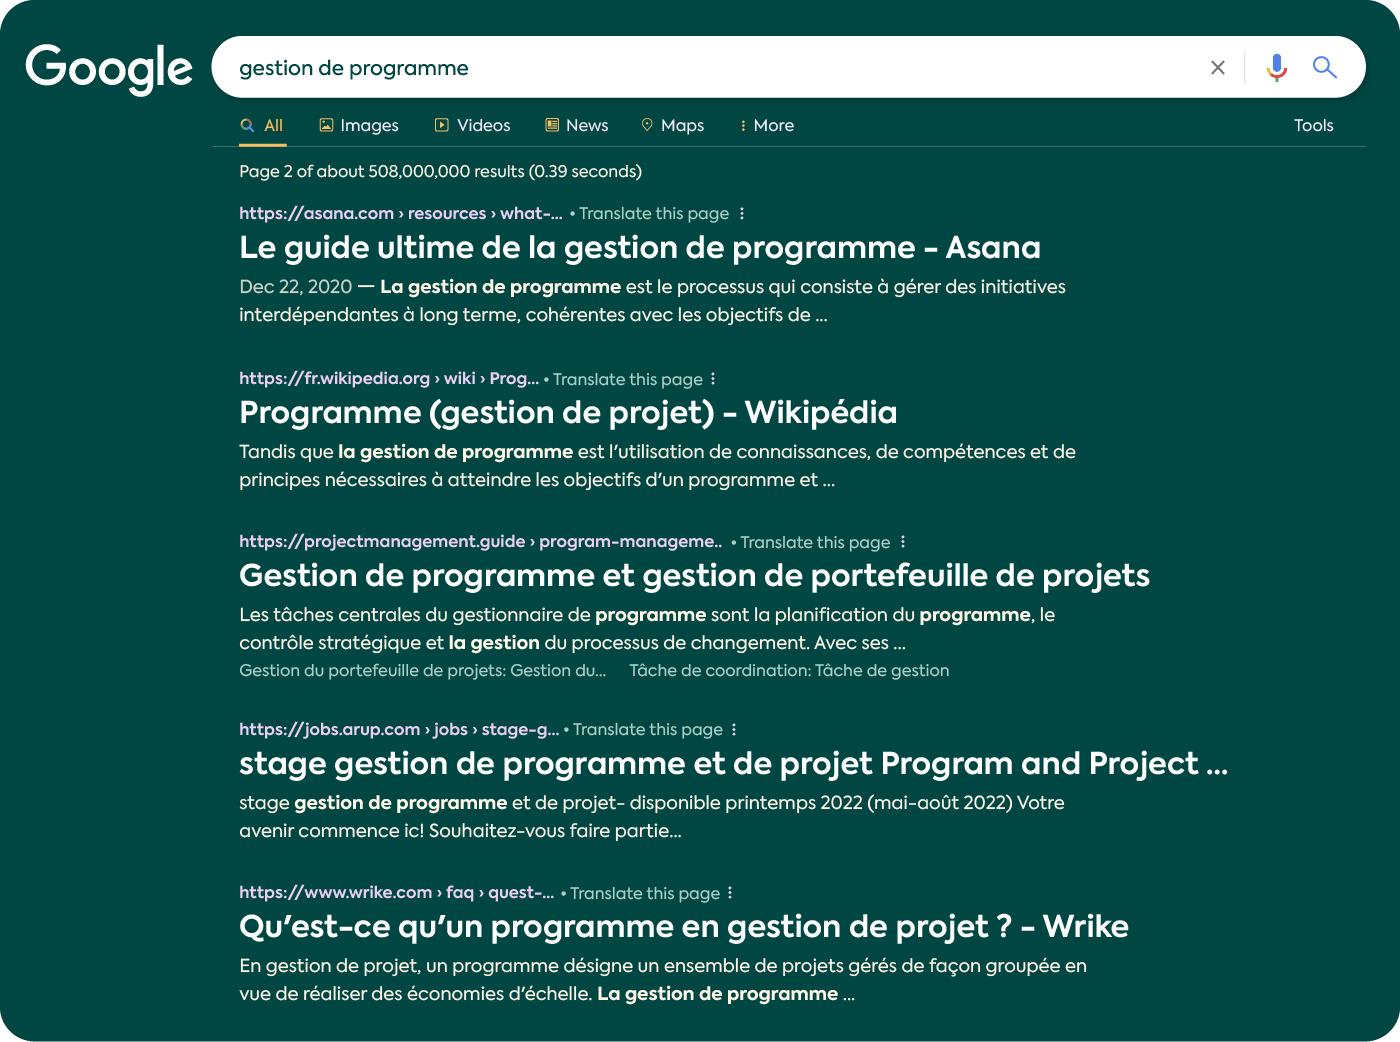 Google
gestion de programme
All Images Videos News Maps More Tools
Page 2 of about 508,000,000 results (0.39 seconds)
https://asana.com › resources › what-... • Translate this page
Le guide ultime de la gestion de programme - Asana
Dec 22, 2020 — La gestion de programme est le processus qui consiste à gérer des initiatives
interdépendantes à long terme, cohérentes avec les objectifs de ...
https://fr.wikipedia.org › wiki › Prog... • Translate this page
Programme (gestion de projet) - Wikipédia
Tandis que la gestion de programme est l'utilisation de connaissances, de compétences et de
principes nécessaires à atteindre les objectifs d'un programme et ...
https://projectmanagement.guide › program-manageme.. • Translate this page
Gestion de programme et gestion de portefeuille de projets
Les tâches centrales du gestionnaire de programme sont la planification du programme, le
contrôle stratégique et la gestion du processus de changement. Avec ses ...
Gestion du portefeuille de projets: Gestion du... Tâche de coordination: Tâche de gestion
https://jobs.arup.com › jobs › stage-g... • Translate this page
stage gestion de programme et de projet Program and Project ...
stage gestion de programme et de projet- disponible printemps 2022 (mai-août 2022) Votre
avenir commence ic! Souhaitez-vous faire partie...
https://www.wrike.com › faq › quest-... • Translate this page
Qu'est-ce qu'un programme en gestion de projet ? - Wrike
En gestion de projet, un programme désigne un ensemble de projets gérés de façon groupée en
vue de réaliser des économies d'échelle. La gestion de programme ...